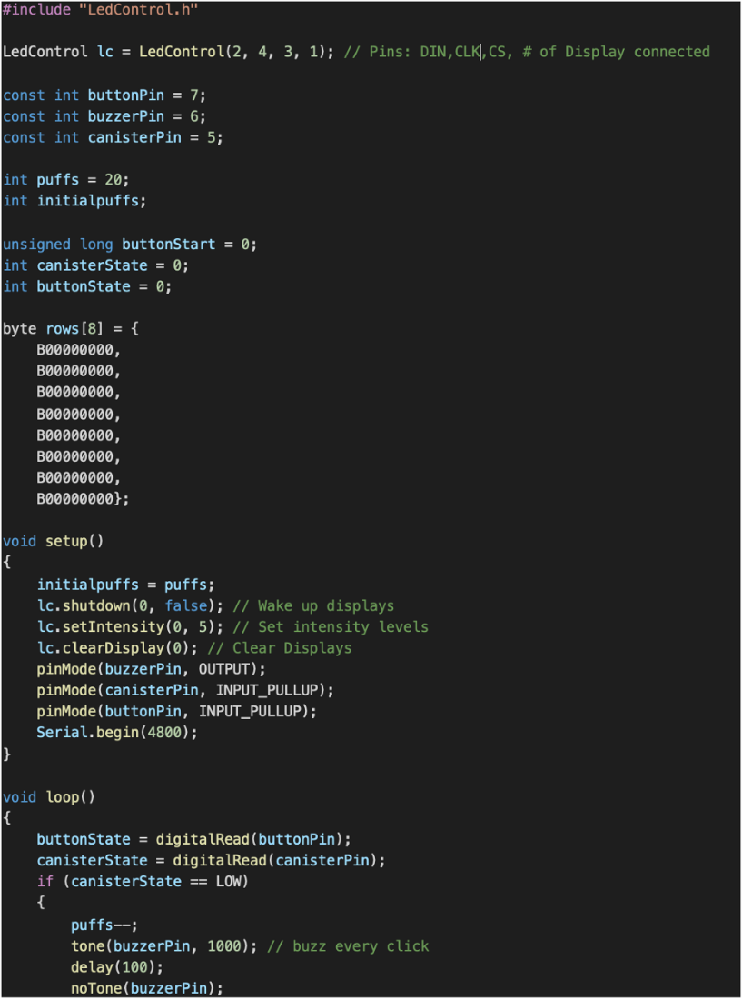 #include "LedControl.h"
LedControl lc = LedControl(2, 4, 3, 1); // Pins: DIN,CLK,CS, # of Display connected
const int buttonPin = 7;
const int buzzerPin = 6;
const int canisterPin = 5;
int puffs = 20;
int initialpuffs;
unsigned long buttonStart = 0;
int canisterState = 0;
int buttonState = 0;
byte rows[8] = {
    B00000000,
    B00000000,
    B00000000,
    B00000000,
    B00000000,
    B00000000,
    B00000000,
    B00000000};
void setup()
{
    initialpuffs = puffs;
    lc.shutdown(0, false); // Wake up displays
    lc.setIntensity(0, 5); // Set intensity levels
    lc.clearDisplay(0); // Clear Displays
    pinMode(buzzerPin, OUTPUT);
    pinMode(canisterPin, INPUT_PULLUP);
    pinMode(buttonPin, INPUT_PULLUP);
    Serial.begin(4800);
}
void loop()
{
    buttonState = digitalRead(buttonPin);
    canisterState = digitalRead(canisterPin);
    if (canisterState == LOW)
    {
        puffs--;
        tone(buzzerPin, 1000); // buzz every click
        delay(100);
        noTone(buzzerPin);